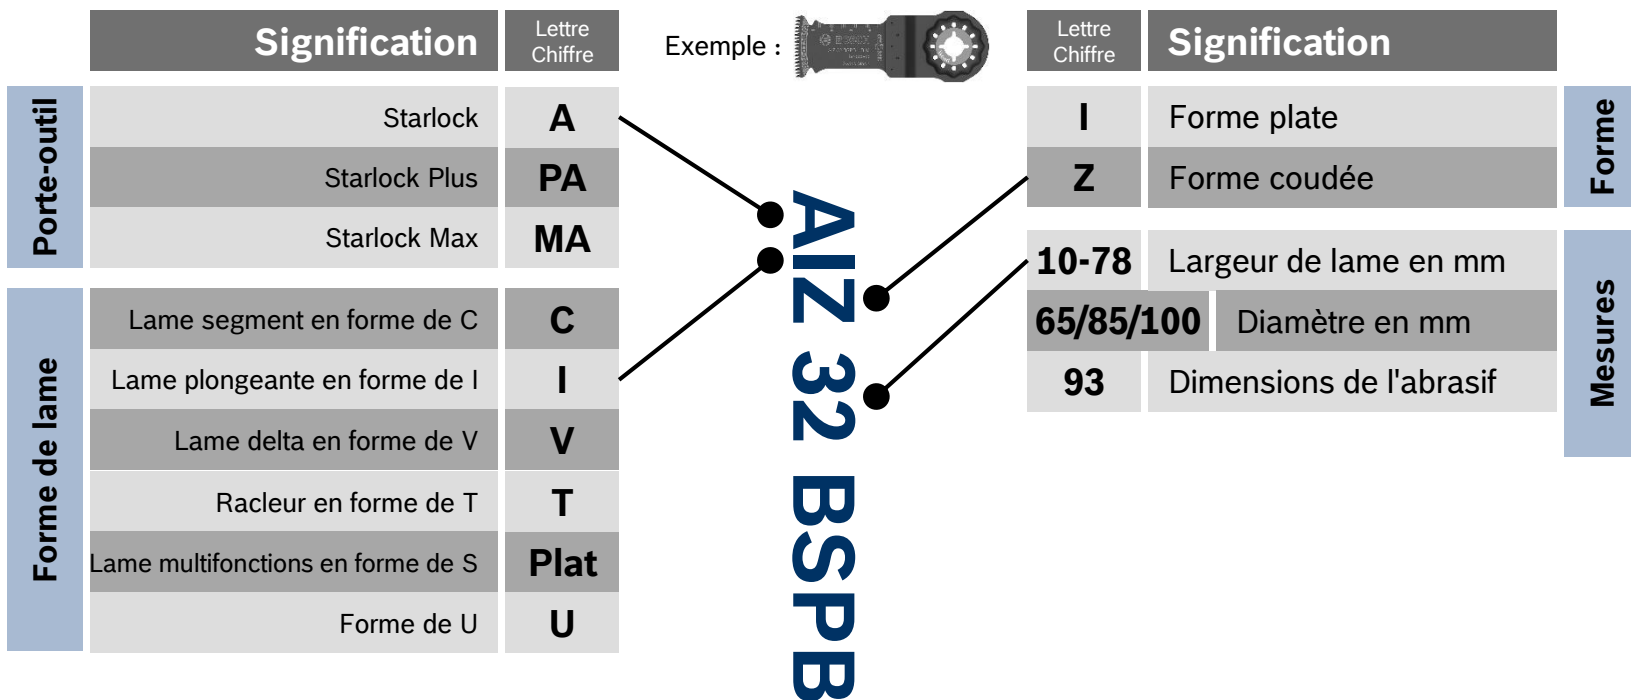 Signification
Lettre
Chiffre
Porte-outil
Starlock
A
Starlock Plus
PA
Starlock Max
MA
Forme de lame
Lame segment en forme de C
C
Lame plongeante en forme de I
I
Lame delta en forme de V
V
Racleur en forme de T
T
Lame multifonctions en forme de S
Plat
Forme de U
U
Exemple :
AIZ 32 BSPB
Lettre
Chiffre
Signification
I
Forme plate
Z
Forme coudée
Forme
10-78
Largeur de lame en mm
65/85/100
Diamètre en mm
93
Dimensions de l'abrasif
Mesures